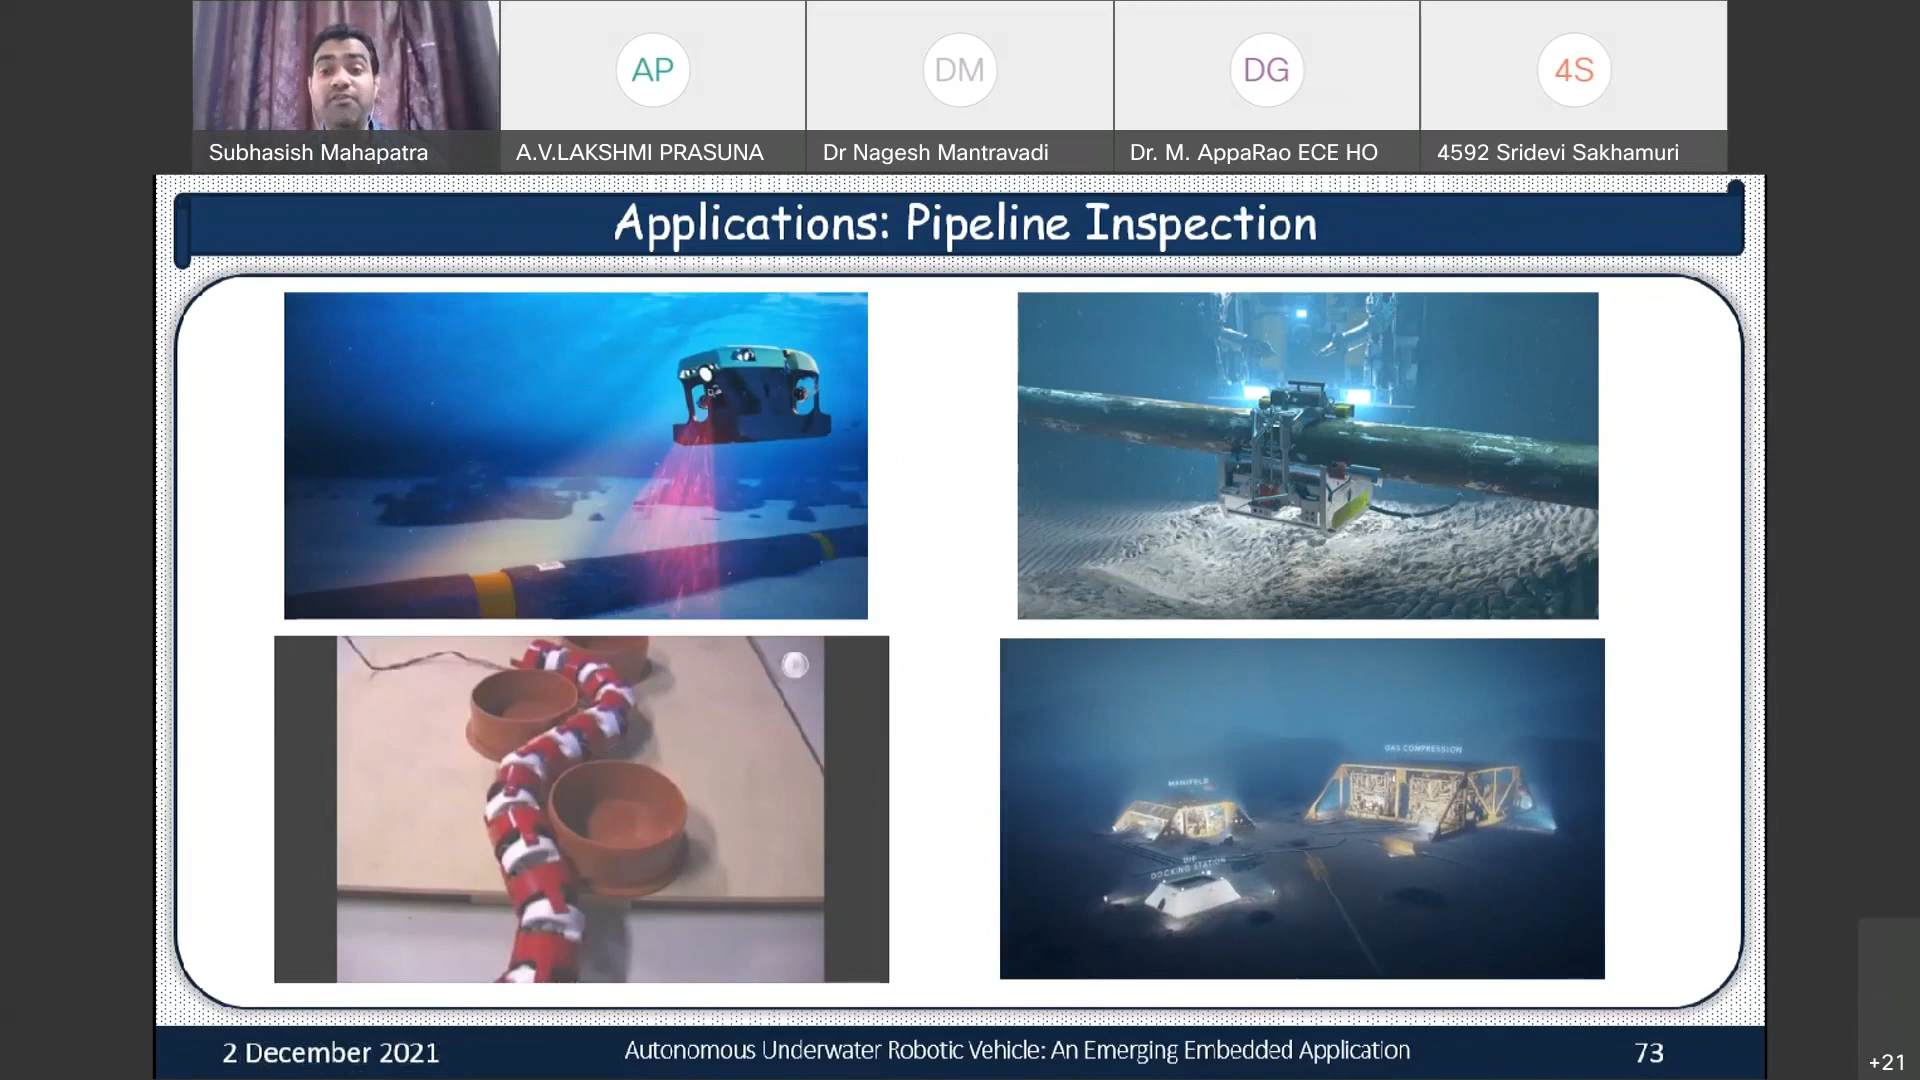 AP
DM
DG
4S
Subhasish Mahapatra
A.V.LAKSHMI PRASUNA
Dr Nagesh Mantravadi
Dr. M. AppaRao ECE HO
4592 Sridevi Sakhamuri
Applications: Pipeline Inspection
GAS COMPRESSION
MANIFOLD
DOCKING STATION
2 December 2021
Autonomous Underwater Robotic Vehicle: An Emerging Embedded Application
73
+21